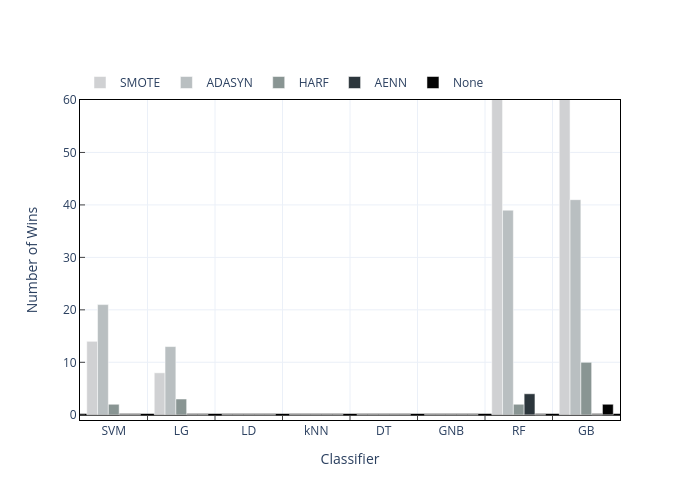 SMOTE ADASYN HARF AENN None
60
50
40
30
20
10
0
Number of Wins
SVM LG LD kNN DT GNB RF GB
Classifier